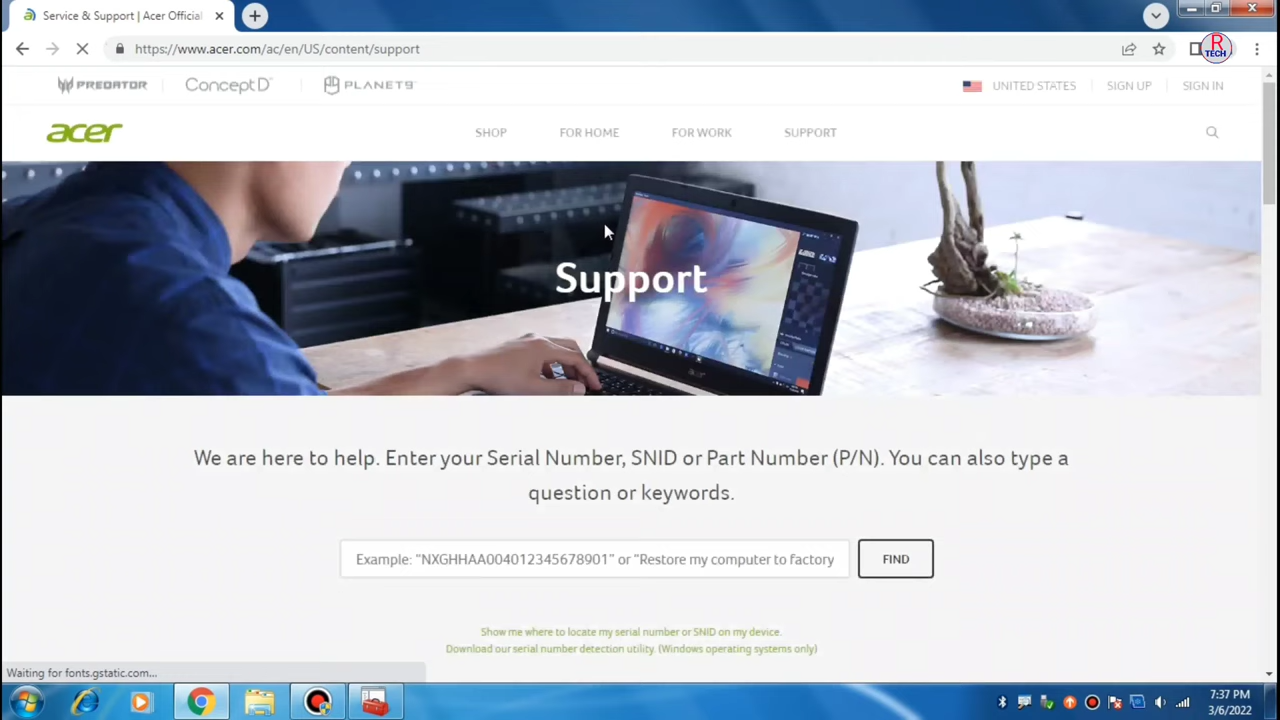 Service & Support | Acer Official
https://www.acer.com/ac/en/US/content/support
R
TECH
PREDATOR
ConceptD
PLANET9
UNITED STATES
SIGN UP
SIGN IN
acer
SHOP
FOR HOME
FOR WORK
SUPPORT
Support
acer
We are here to help. Enter your Serial Number, SNID or Part Number (P/N). You can also type a
question or keywords.
Example: "NXGHHAA004012345678901" or "Restore my computer to factory
FIND
Show me where to locate my serial number or SNID on my device.
Download our serial number detection utility. (Windows operating systems only)
Waiting for fonts.gstatic.com...
7:37 PM
3/6/2022